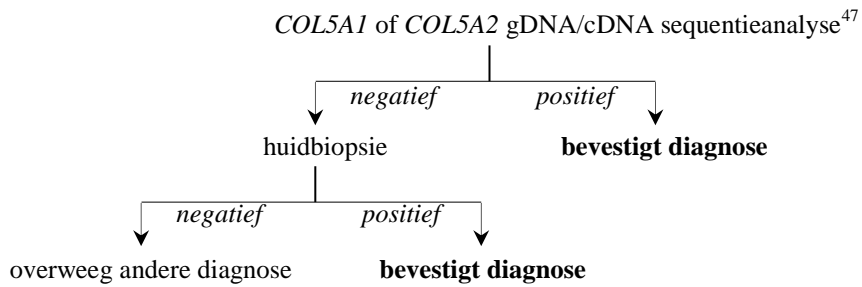 COL5A1 of COL5A2 gDNA/cDNA sequentieanalyse47
negatief positief
huidbiopsie bevestigt diagnose
negatief positief
overweeg andere diagnose bevestigt diagnose